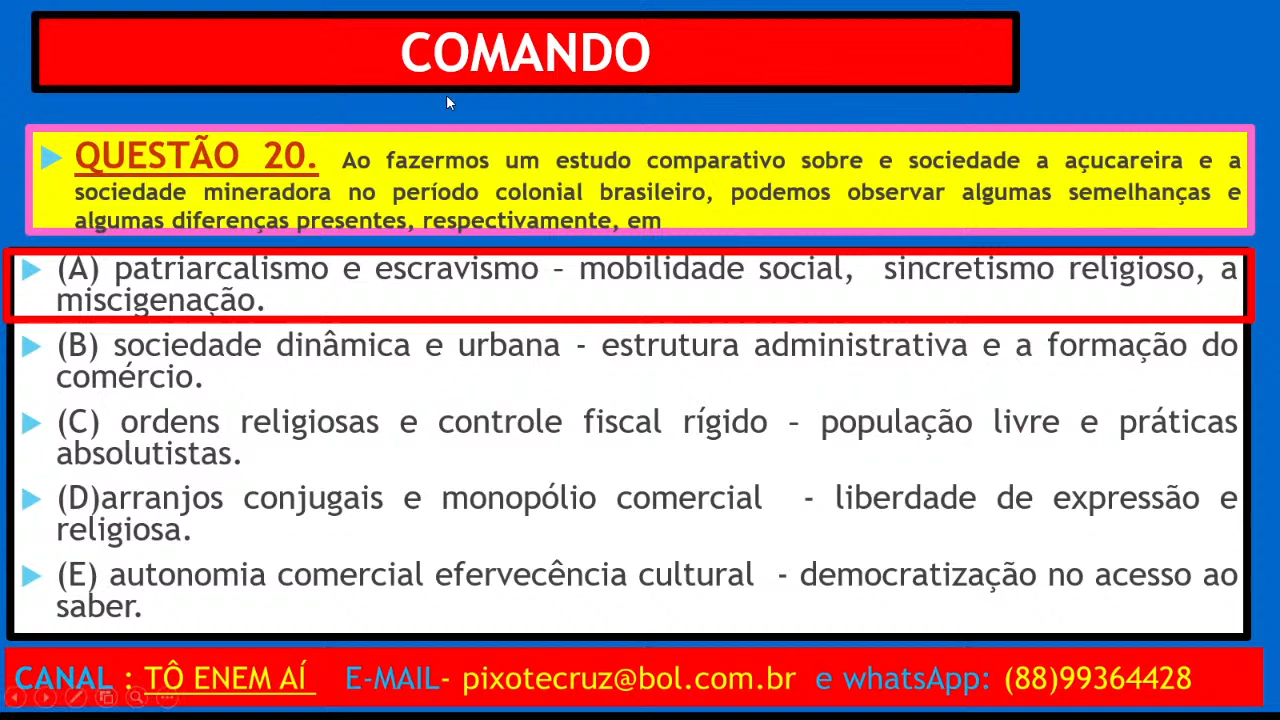 COMANDO
QUESTÃO 20. Ao fazermos um estudo comparativo sobre e sociedade a açucareira e a
sociedade mineradora no período colonial brasileiro, podemos observar algumas semelhanças e
algumas diferenças presentes, respectivamente, em
(A) patriarcalismo e escravismo – mobilidade social, sincretismo religioso, a
miscigenação.
(B) sociedade dinâmica e urbana - estrutura administrativa e a formação do
comércio.
(C) ordens religiosas e controle fiscal rígido – população livre e práticas
absolutistas.
(D)arranjos conjugais e monopólio comercial - liberdade de expressão e
religiosa.
(E) autonomia comercial efervecência cultural - democratização no acesso ao
saber.
CANAL : TÔ ENEM AÍ E-MAIL- pixotecruz@bol.com.br e whatsApp: (88)99364428